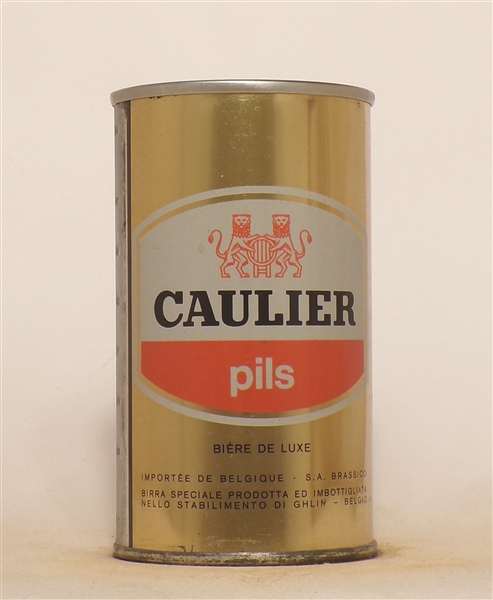 CAULIER
pils
BIÈRE DE LUXE
IMPORTÉE DE BELGIQUE - S.A. BRASSICO
BIRRA SPECIALE PRODOTTA ED IMBOTTIGLIATA
NELLO STABILIMENTO DI GHLIN - BELGIO